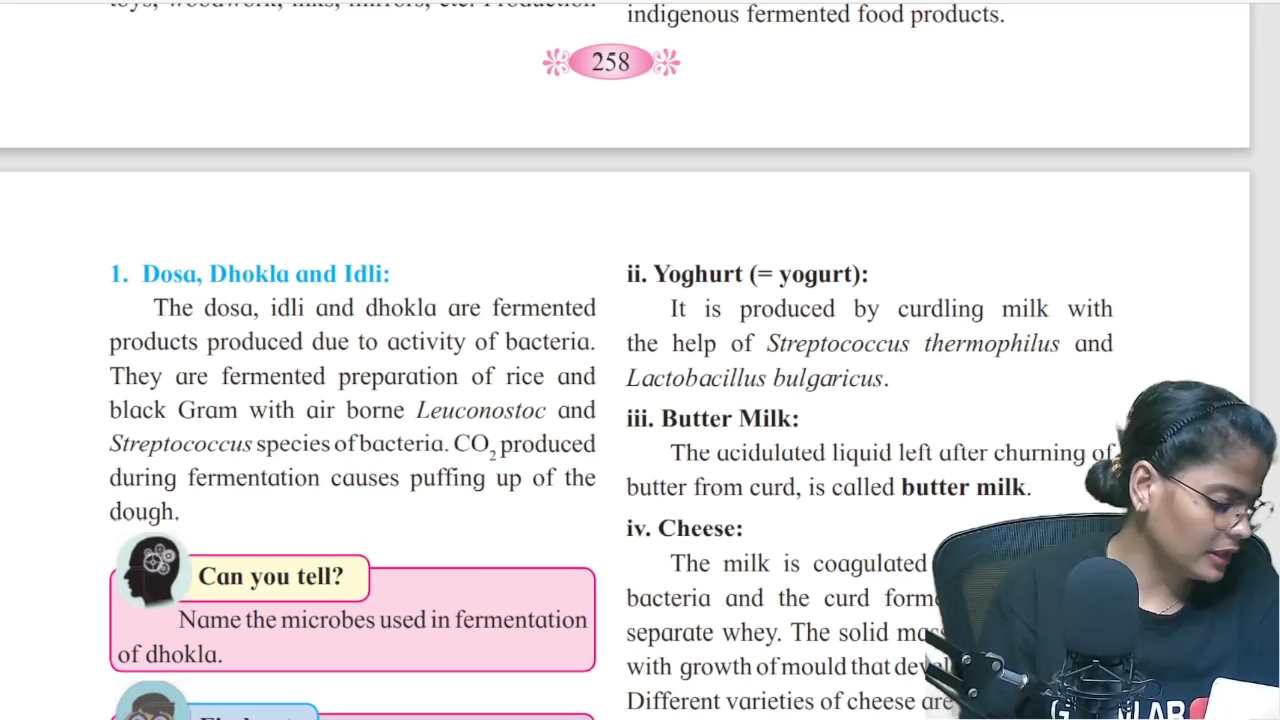 toys, woodwork, inks, mirrors, etc. Production
indigenous fermented food products.
258
1. Dosa, Dhokla and Idli:
The dosa, idli and dhokla are fermented
products produced due to activity of bacteria.
They are fermented preparation of rice and
black Gram with air borne Leuconostoc and
Streptococcus species of bacteria. CO₂ produced
during fermentation causes puffing up of the
dough.
Can you tell?
Name the microbes used in fermentation
of dhokla.
ii. Yoghurt (= yogurt):
It is produced by curdling milk with
the help of Streptococcus thermophilus and
Lactobacillus bulgaricus.
iii. Butter Milk:
The acidulated liquid left after churning of
butter from curd, is called butter milk.
iv. Cheese:
The milk is coagulated
bacteria and the curd
separate whey. The solid
with growth of mould that
Different varieties of cheese are